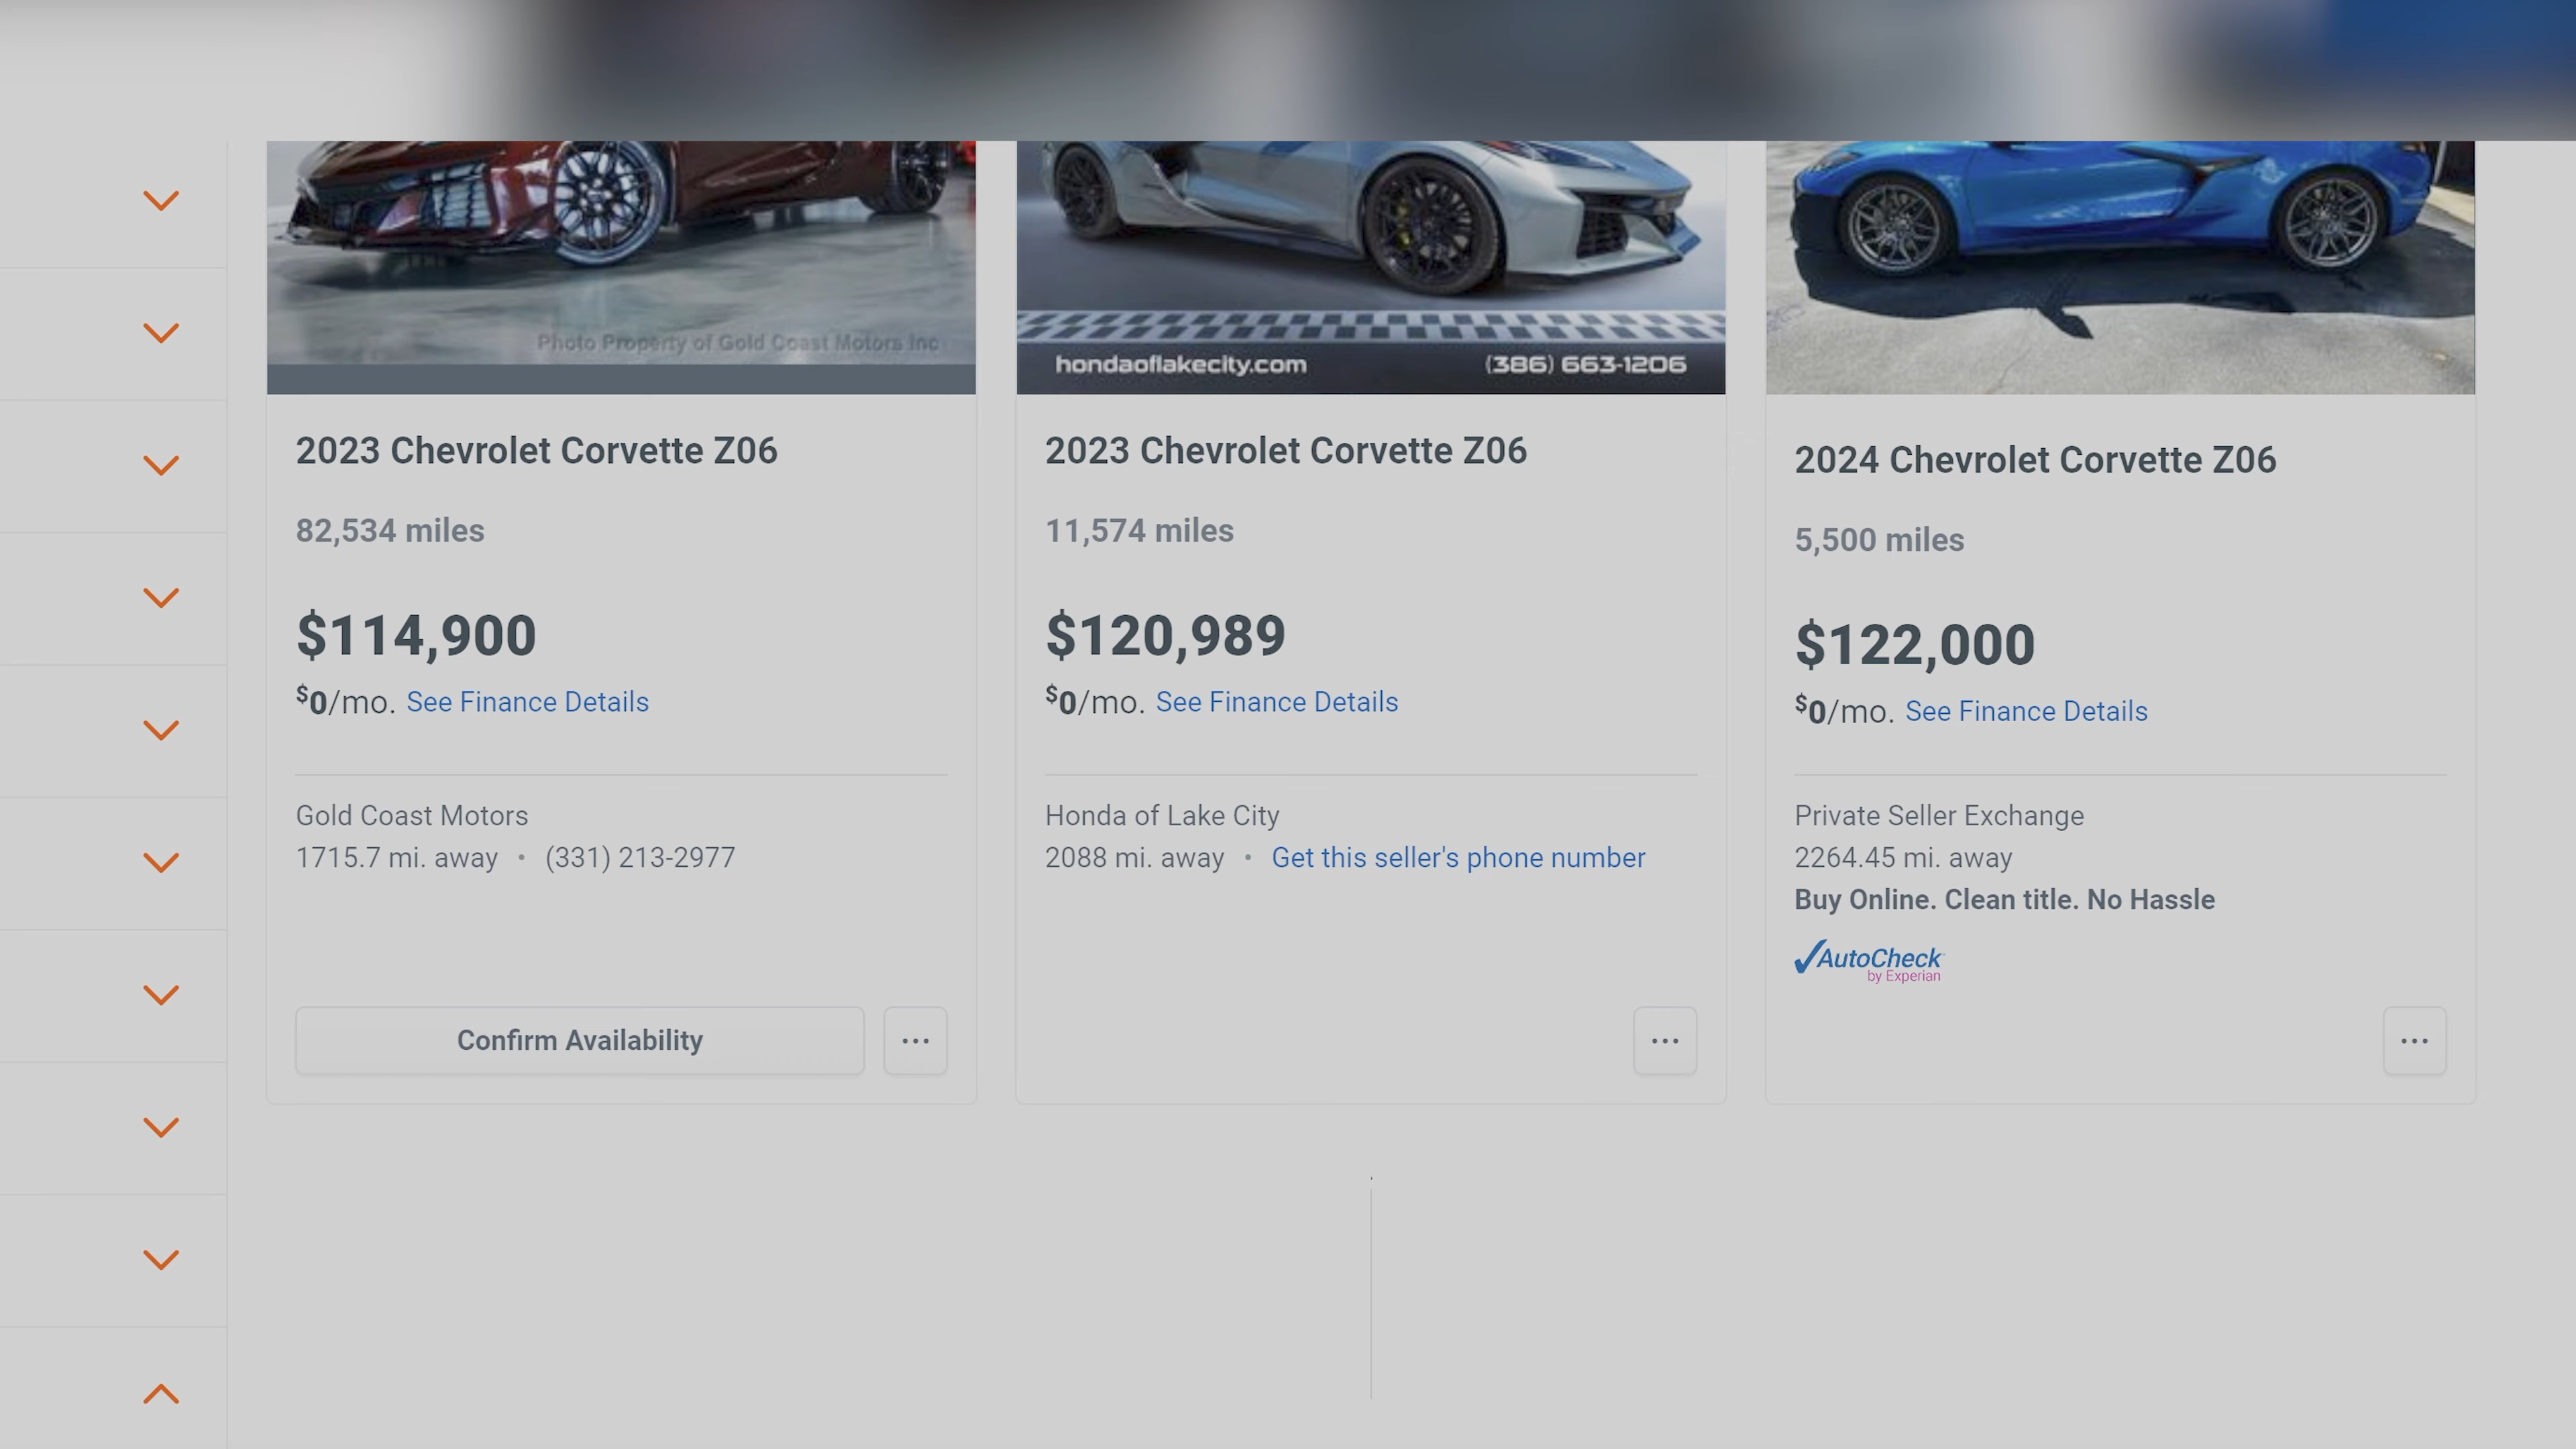 Photo Property of Gold Coast Motors Inc
hondaoflakecity.com (386) 663-1206
2023 Chevrolet Corvette Z06
82,534 miles
$114,900
$0/mo. See Finance Details
Gold Coast Motors
1715.7 mi. away • (331) 213-2977
Confirm Availability
2023 Chevrolet Corvette Z06
11,574 miles
$120,989
$0/mo. See Finance Details
Honda of Lake City
2088 mi. away • Get this seller's phone number
2024 Chevrolet Corvette Z06
5,500 miles
$122,000
$0/mo. See Finance Details
Private Seller Exchange
2264.45 mi. away
Buy Online. Clean title. No Hassle
AutoCheck
by Experian